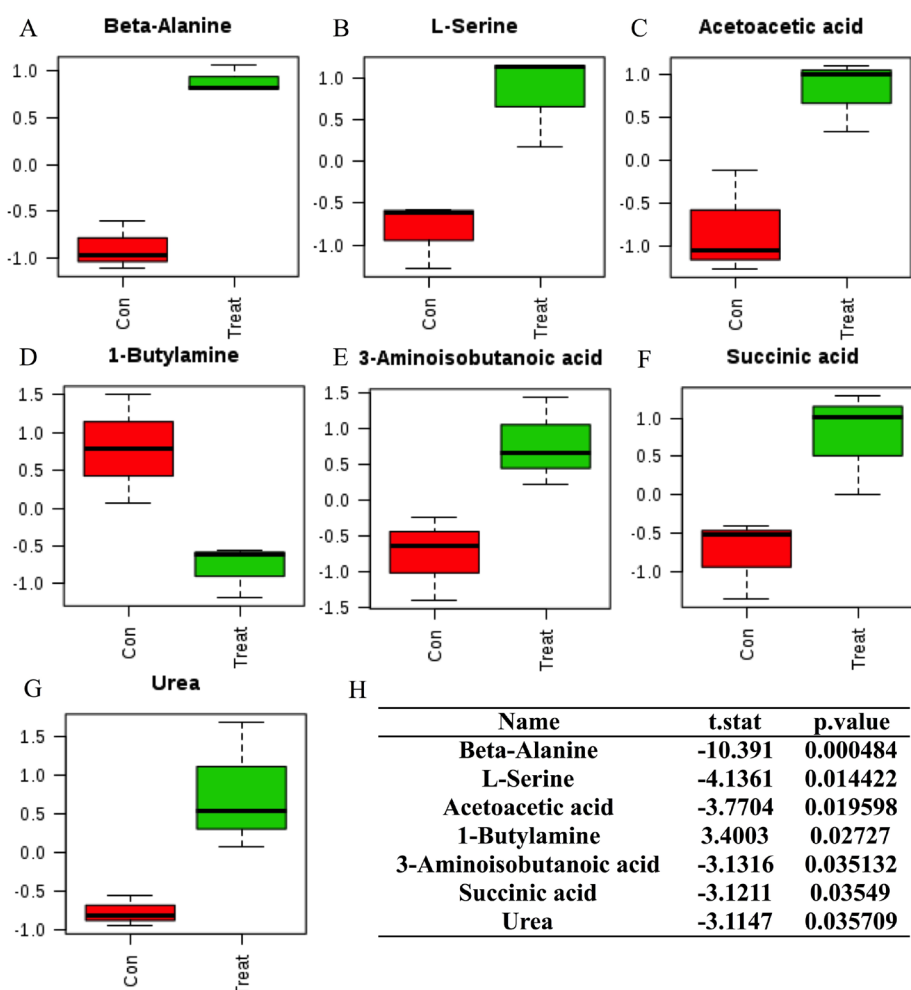 A Beta-Alanine
1.0
0.5
0.0
-0.5
-1.0
Con Treat
B L-Serine
1.0
0.5
0.0
-0.5
-1.0
Con Treat
C Acetoacetic acid
1.0
0.5
0.0
-0.5
-1.0
Con Treat
D 1-Butylamine
1.5
1.0
0.5
0.0
-0.5
-1.0
Con Treat
E 3-Aminoisobutanoic acid
1.5
1.0
0.5
0.0
-0.5
-1.0
-1.5
Con Treat
F Succinic acid
1.0
0.5
0.0
-0.5
-1.0
Con Treat
G Urea
1.5
1.0
0.5
0.0
-0.5
-1.0
Con Treat
H
Name t.stat p.value
Beta-Alanine -10.391 0.000484
L-Serine -4.1361 0.014422
Acetoacetic acid -3.7704 0.019598
1-Butylamine 3.4003 0.02727
3-Aminoisobutanoic acid -3.1316 0.035132
Succinic acid -3.1211 0.03549
Urea -3.1147 0.035709